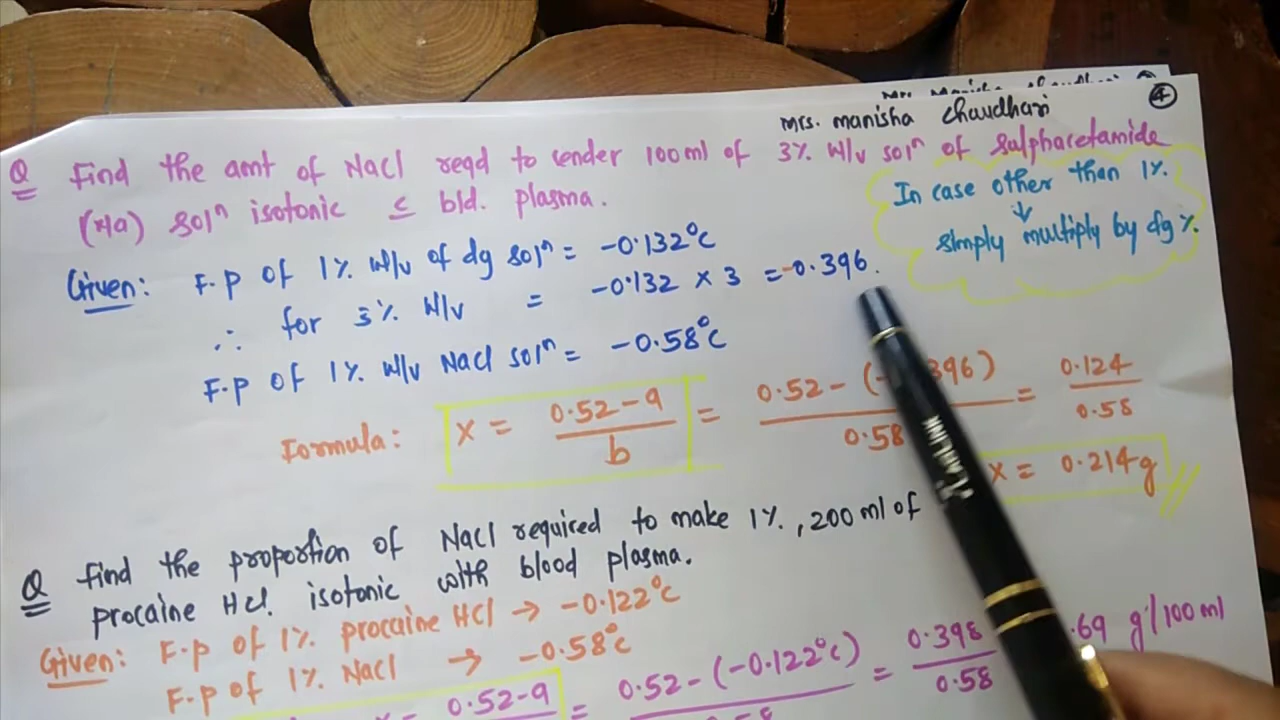 Mrs. manisha chaudhari
4
Q Find the amt of NaCl reqd to render 100ml of 3% W/v solⁿ of Sulphacetamide
(Na) solⁿ isotonic c̲ bld. plasma.
In case other than 1%.
↓
simply multiply by dg %.
Given: F.p of 1% W/v of dg solⁿ = -0.132°C
∴ for 3% W/v = -0.132 × 3 = -0.396.
F.p of 1% W/v NaCl solⁿ = -0.58°C
Formula: x = 0.52-a / b = 0.52 - (- 396) / 0.58 = 0.124 / 0.58
x = 0.214g //
Q Find the proportion of NaCl required to make 1%, 200ml of
procaine HCl. isotonic with blood plasma.
Given: F.p of 1% procaine HCl → -0.122°C
F.p of 1% NaCl → -0.58°C
0.52-a = 0.52 - (-0.122°C) = 0.398 / 0.58 .69 g/100 ml